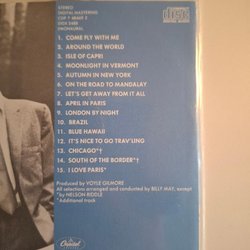 STEREO
DIGITAL MASTERING
COMPACT
disc
DIGITAL AUDIO
1. COME FLY WITH ME
2. AROUND THE WORLD
3. ISLE OF CAPRI
4. MOONLIGHT IN VERMONT
5. AUTUMN IN NEW YORK
6. ON THE ROAD TO MANDALAY
7. LET'S GET AWAY FROM IT ALL
8. APRIL IN PARIS
9. LONDON BY NIGHT
10. BRAZIL
11. BLUE HAWAII
12. IT'S NICE TO GO TRAV'LING
13. CHICAGO*†
14. SOUTH OF THE BORDER*†
15. I LOVE PARIS*
Produced by VOYLE GILMORE
All selections arranged and conducted by BILLY MAY, except
†by NELSON RIDDLE
*Additional track
Capitol